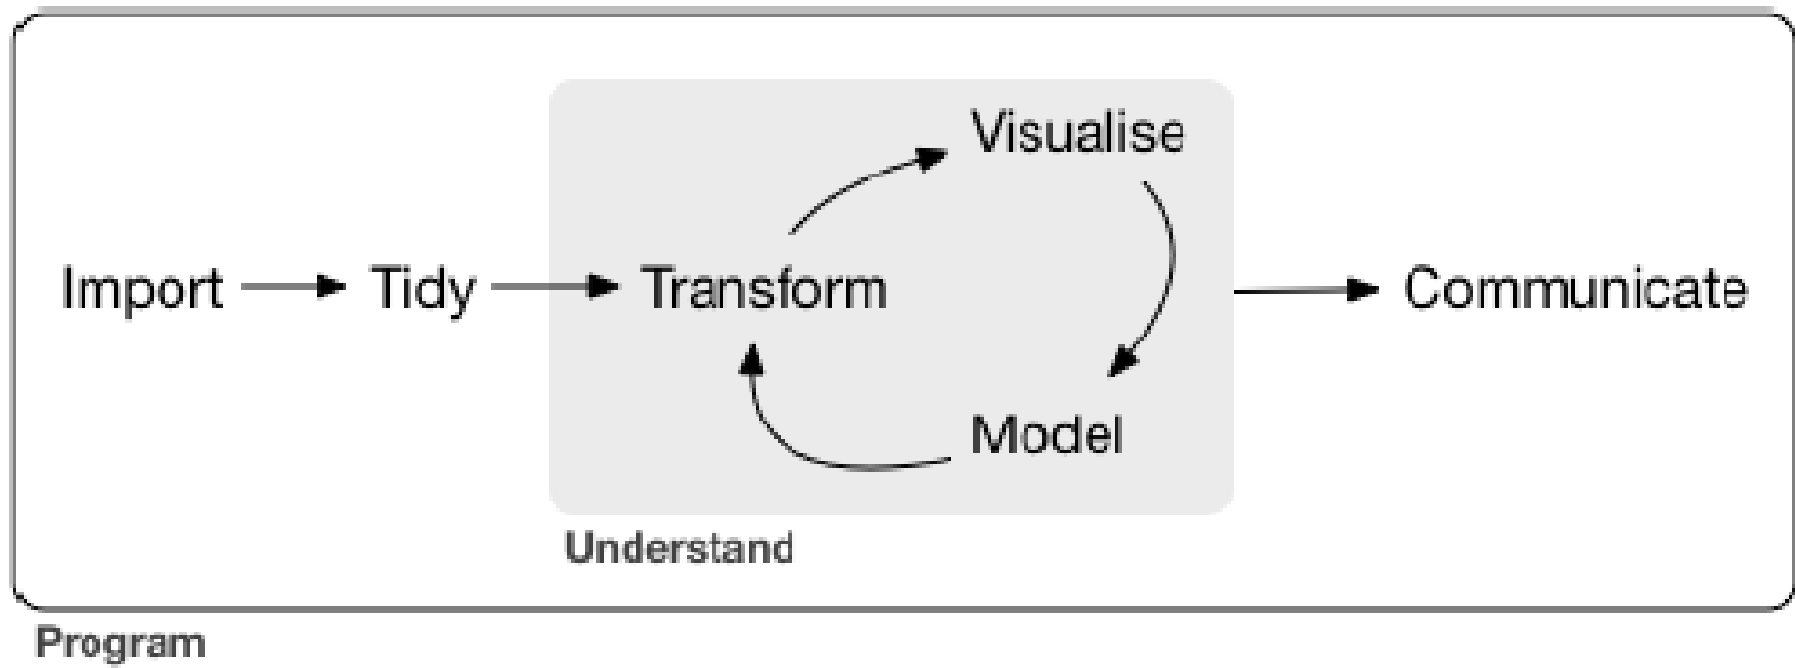 Visualise
Import
Tidy
Transform
Communicate
Model
Understand
Program